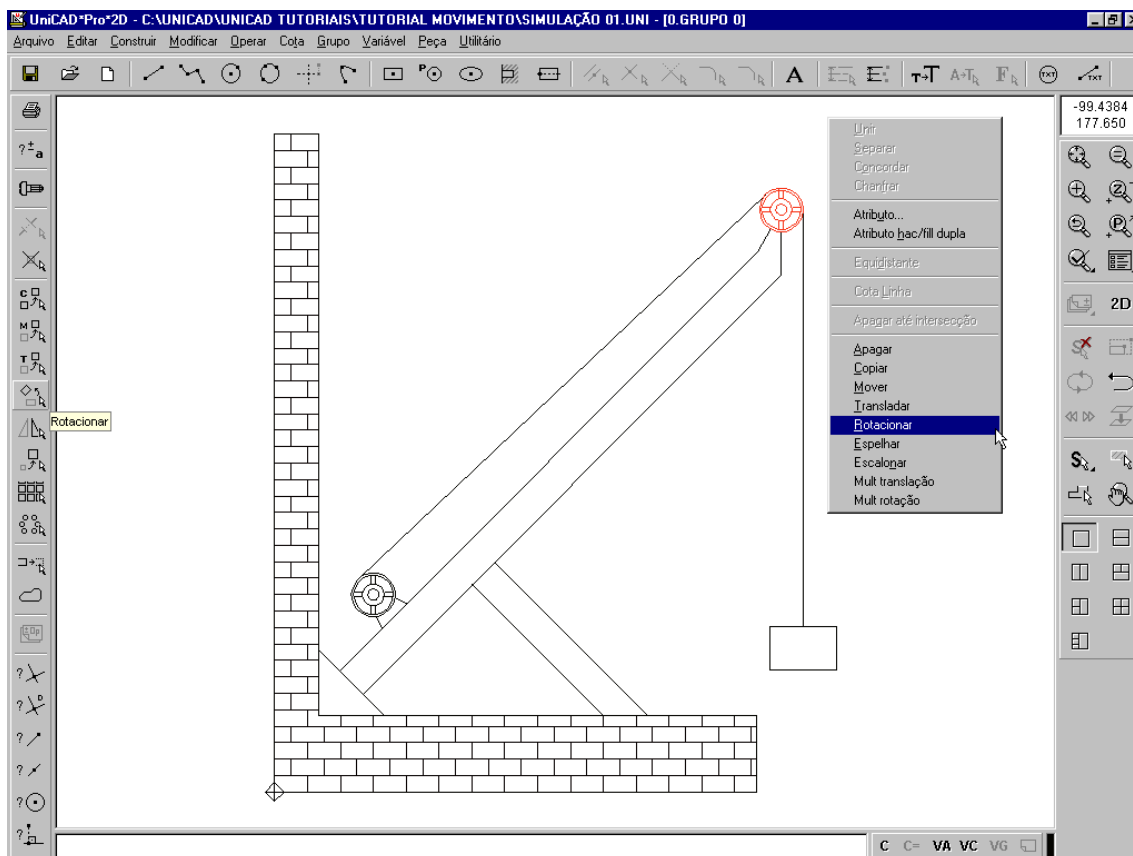 UniCAD*Pro*2D - C:\UNICAD\UNICAD TUTORIAIS\TUTORIAL MOVIMENTO\SIMULAÇÃO 01.UNI - [0.GRUPO 0]
Arquivo Editar Construir Modificar Operar Cota Grupo Variável Peça Utilitário
P A T→T A→T F TXT TXT
-99.4384
177.650
?±a
Z
P
C
M
2D
T
S
Rotacionar
S
Unir
Separar
Concordar
Chanfrar
Atributo...
Atributo hac/fill dupla
Equidistante
Cota Linha
Apagar até intersecção
Apagar
Copiar
Mover
Transladar
Rotacionar
Espelhar
Escalonar
Mult translação
Mult rotação
±Op
?
? D
?
?
?
?
C C= VA VC VG